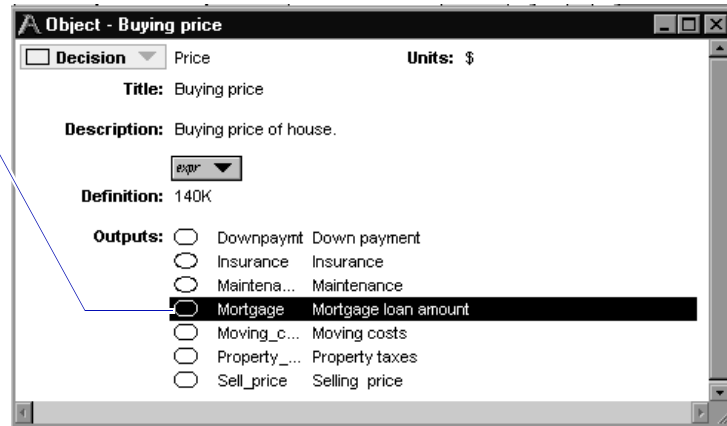 Object - Buying price
Decision Price Units: $
Title: Buying price
Description: Buying price of house.
expr
Definition: 140K
Outputs: Downpaymt Down payment
Insurance Insurance
Maintena... Maintenance
Mortgage Mortgage loan amount
Moving_c... Moving costs
Property_... Property taxes
Sell_price Selling price